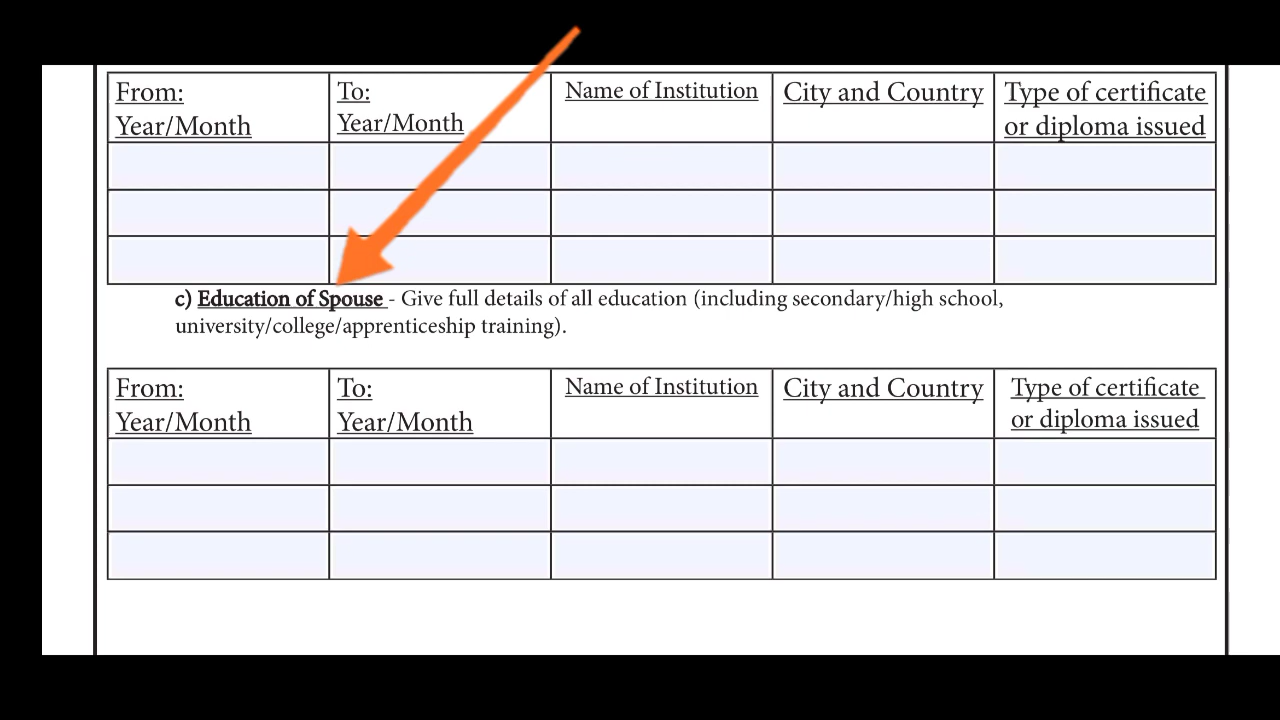 From: To: Name of Institution City and Country Type of certificate
Year/Month Year/Month or diploma issued
c) Education of Spouse - Give full details of all education (including secondary/high school,
university/college/apprenticeship training).
From: To: Name of Institution City and Country Type of certificate
Year/Month Year/Month or diploma issued